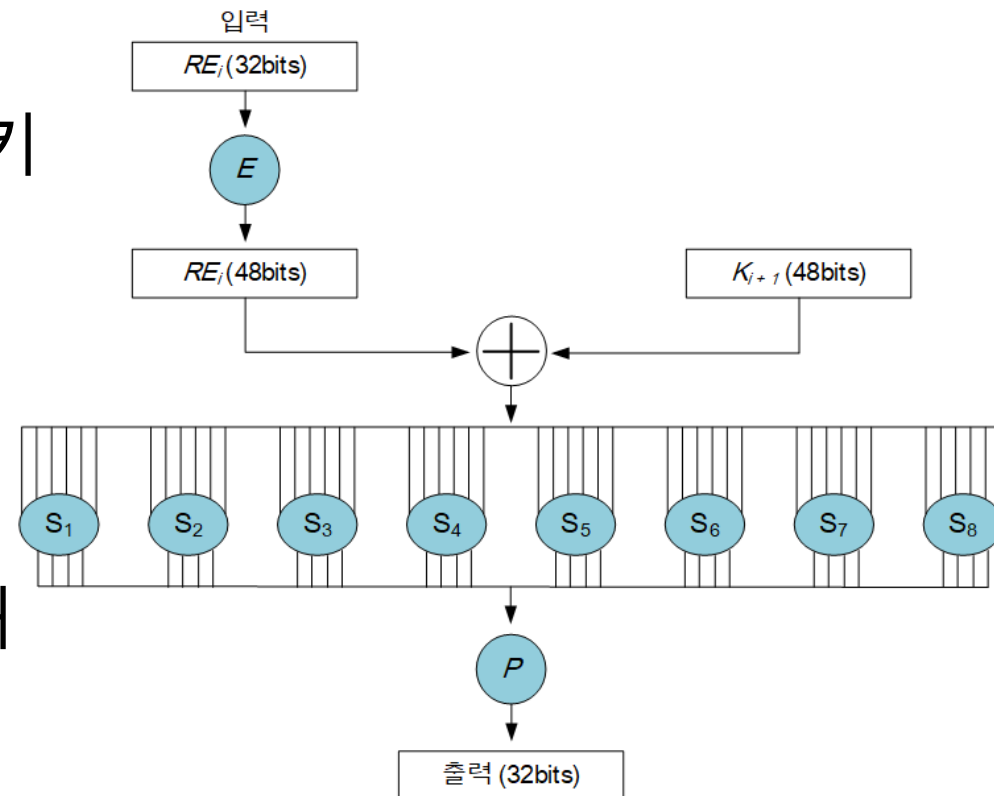 입력
REi (32bits)
키
E
REi (48bits)
Ki + 1 (48bits)
S1 S2 S3 S4 S5 S6 S7 S8
P
출력 (32bits)